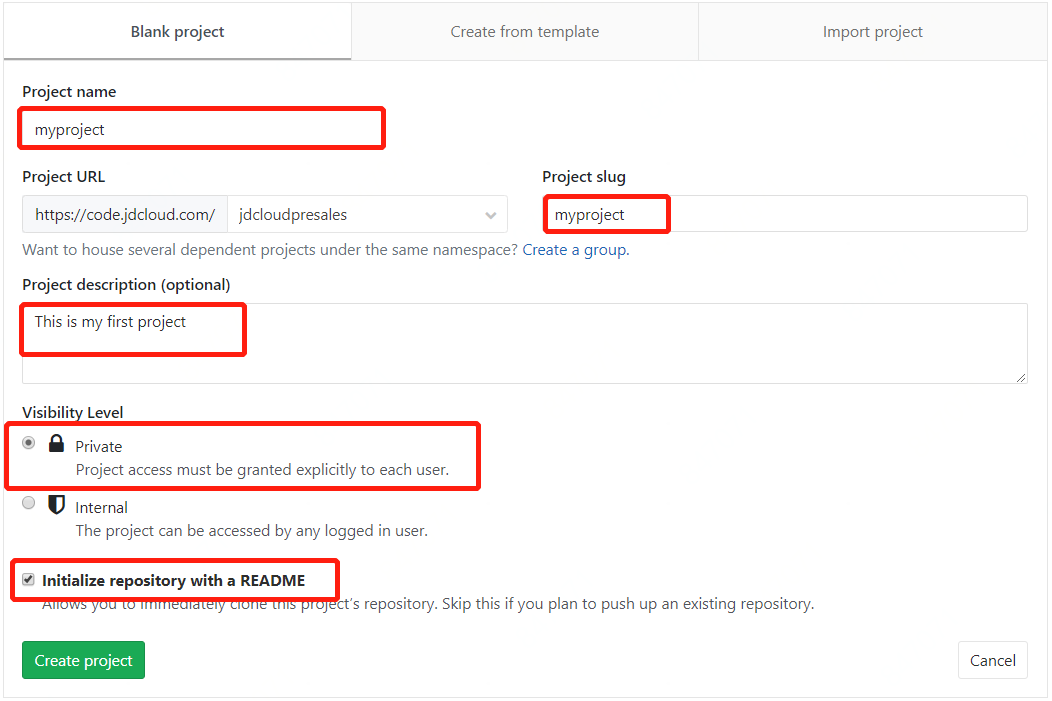 Blank project
Create from template
Import project
Project name
myproject
Project URL
Project slug
https://code.jdcloud.com/
jdcloudpresales
myproject
Want to house several dependent projects under the same namespace? Create a group.
Project description (optional)
This is my first project
Visibility Level
Private
Project access must be granted explicitly to each user.
Internal
The project can be accessed by any logged in user.
Initialize repository with a README
Allows you to immediately clone this project's repository. Skip this if you plan to push up an existing repository.
Create project
Cancel